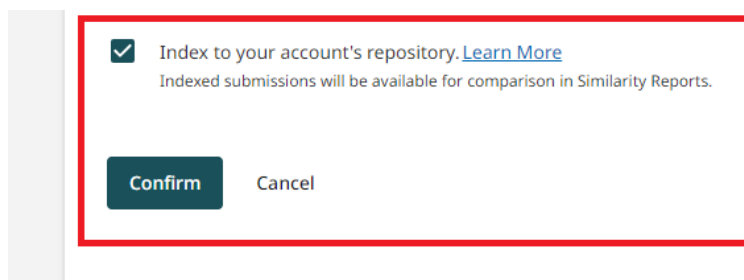 Index to your account's repository. Learn More
Indexed submissions will be available for comparison in Similarity Reports.
Confirm Cancel